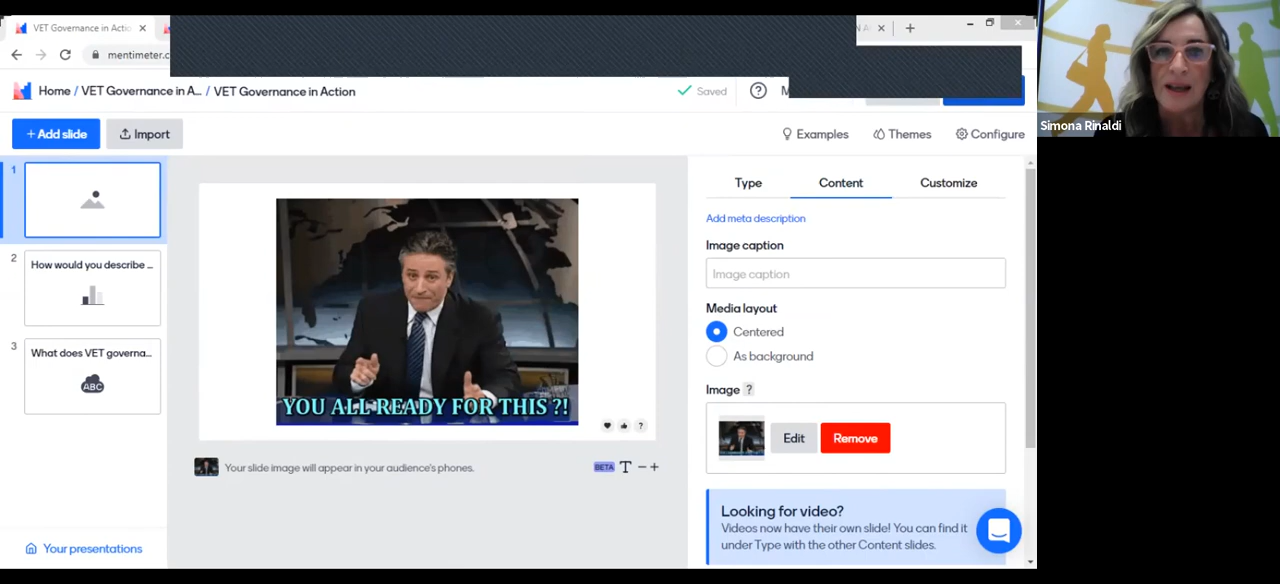 VET Governance in Actio
mentimeter.c
Home / VET Governance in A... / VET Governance in Action
Saved
+ Add slide
Import
Examples
Themes
Configure
1
2
How would you describe ...
3
What does VET governa...
ABC
Your presentations
YOU ALL READY FOR THIS ?!
?
Your slide image will appear in your audience's phones.
BETA T − +
Type
Content
Customize
Add meta description
Image caption
Image caption
Media layout
Centered
As background
Image ?
Edit
Remove
Looking for video?
Videos now have their own slide! You can find it
under Type with the other Content slides.
Simona Rinaldi